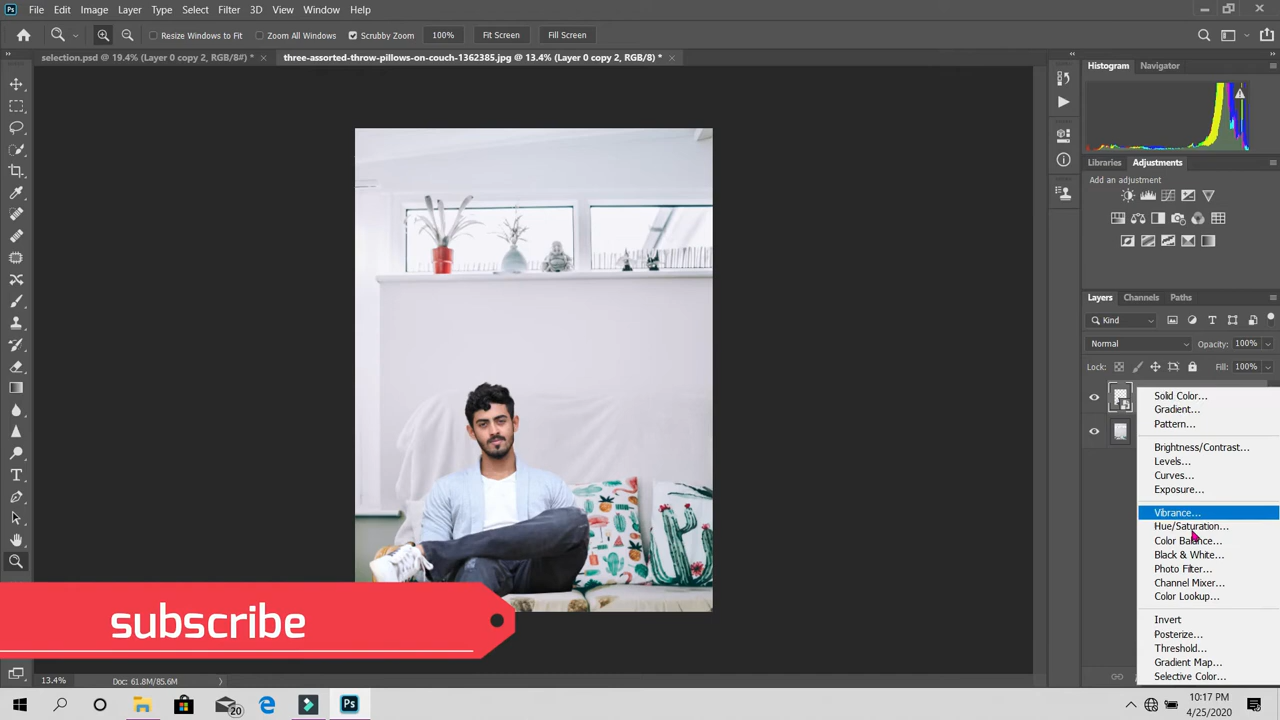 Ps File Edit Image Layer Type Select Filter 3D View Window Help
Resize Windows to Fit All Windows Scrubby Zoom 100% Fit Screen Fill Screen
selection.psd @ 19.4% (Layer 0 copy 2, RGB/8#) * × three-assorted-throw-pillows-on-couch-1362385.jpg @ 13.4% (Layer 0 copy 2, RGB/8) * ×
Histogram Navigator
Libraries Adjustments
Add an adjustment
Layers Channels Paths
Kind
Normal Opacity: 100%
Lock: Fill: 100%
Solid Color...
Gradient...
Pattern...
Brightness/Contrast...
Levels...
Curves...
Exposure...
Vibrance...
Hue/Saturation...
Color Balance...
Black & White...
Photo Filter...
Channel Mixer...
Color Lookup...
Invert
Posterize...
Threshold...
Gradient Map...
Selective Color...
subscribe
13.4% Doc: 61.8M/85.6M
20 Ps 10:17 PM
4/25/2020